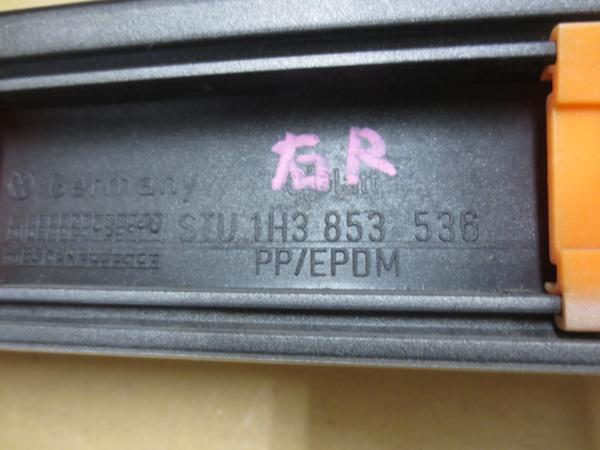 右R
Germany
STU 1H3 853 536
PP/EPDM